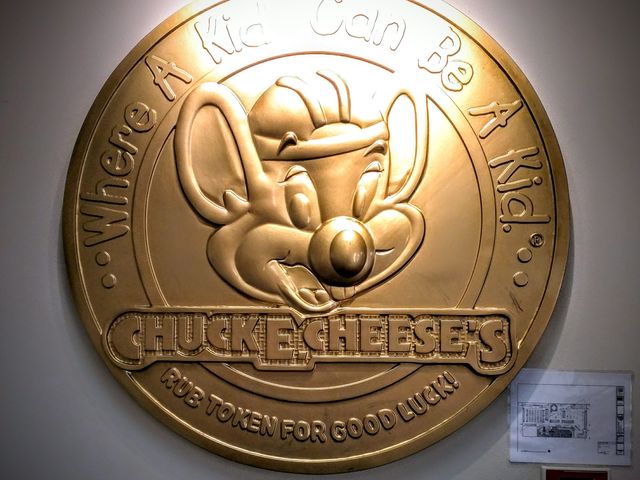 Where A Kid Can Be A Kid.®
CHUCK E. CHEESE'S
RUB TOKEN FOR GOOD LUCK!